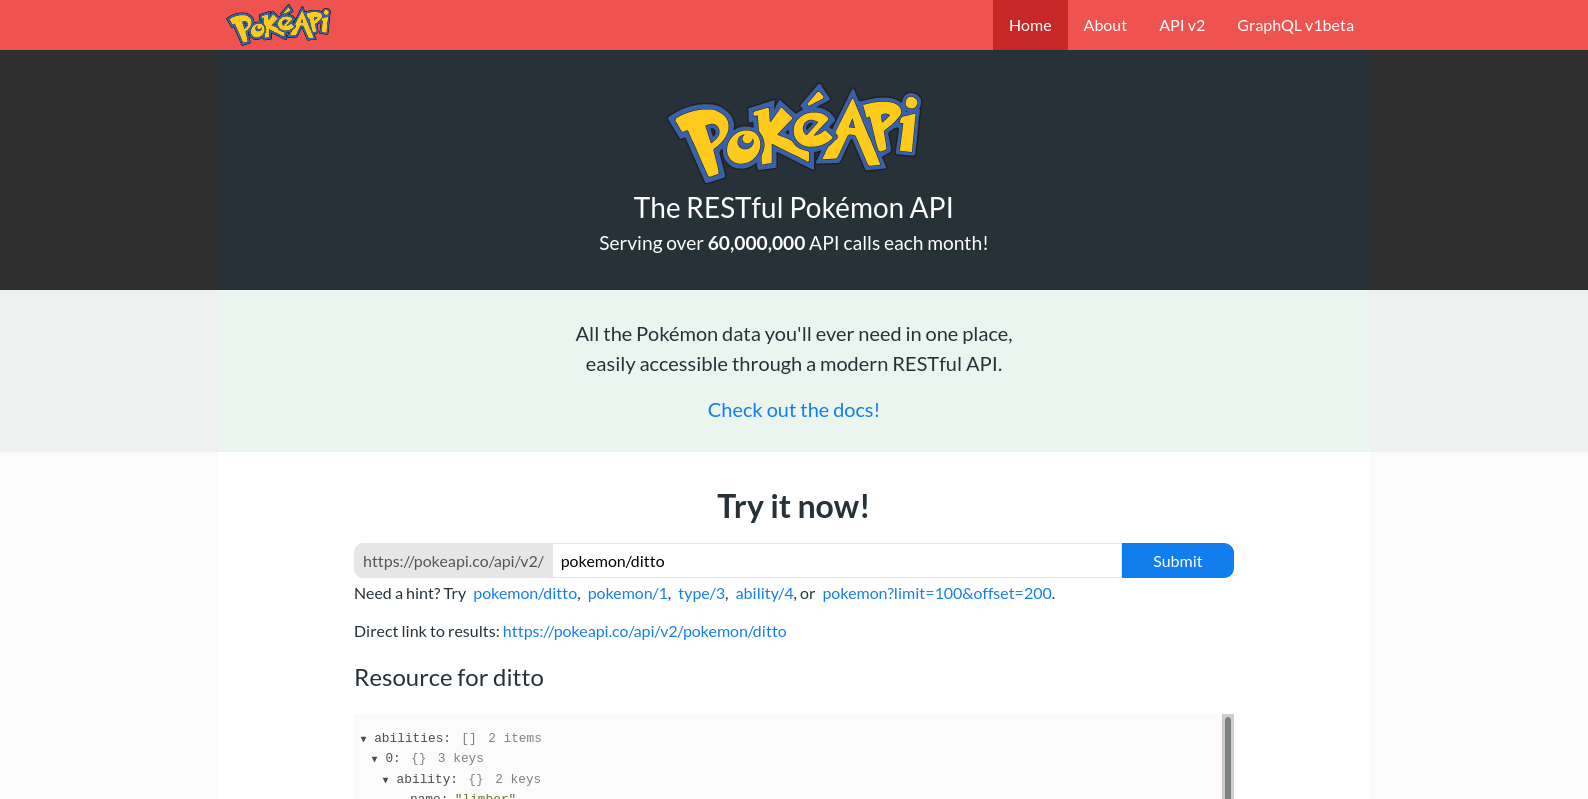 PokéApi
Home About API v2 GraphQL v1beta
PokéApi
The RESTful Pokémon API
Serving over 60,000,000 API calls each month!
All the Pokémon data you'll ever need in one place,
easily accessible through a modern RESTful API.
Check out the docs!
Try it now!
https://pokeapi.co/api/v2/ pokemon/ditto Submit
Need a hint? Try pokemon/ditto, pokemon/1, type/3, ability/4, or pokemon?limit=100&offset=200.
Direct link to results: https://pokeapi.co/api/v2/pokemon/ditto
Resource for ditto
▼ abilities: [] 2 items
▼ 0: {} 3 keys
▼ ability: {} 2 keys
name: "limber"